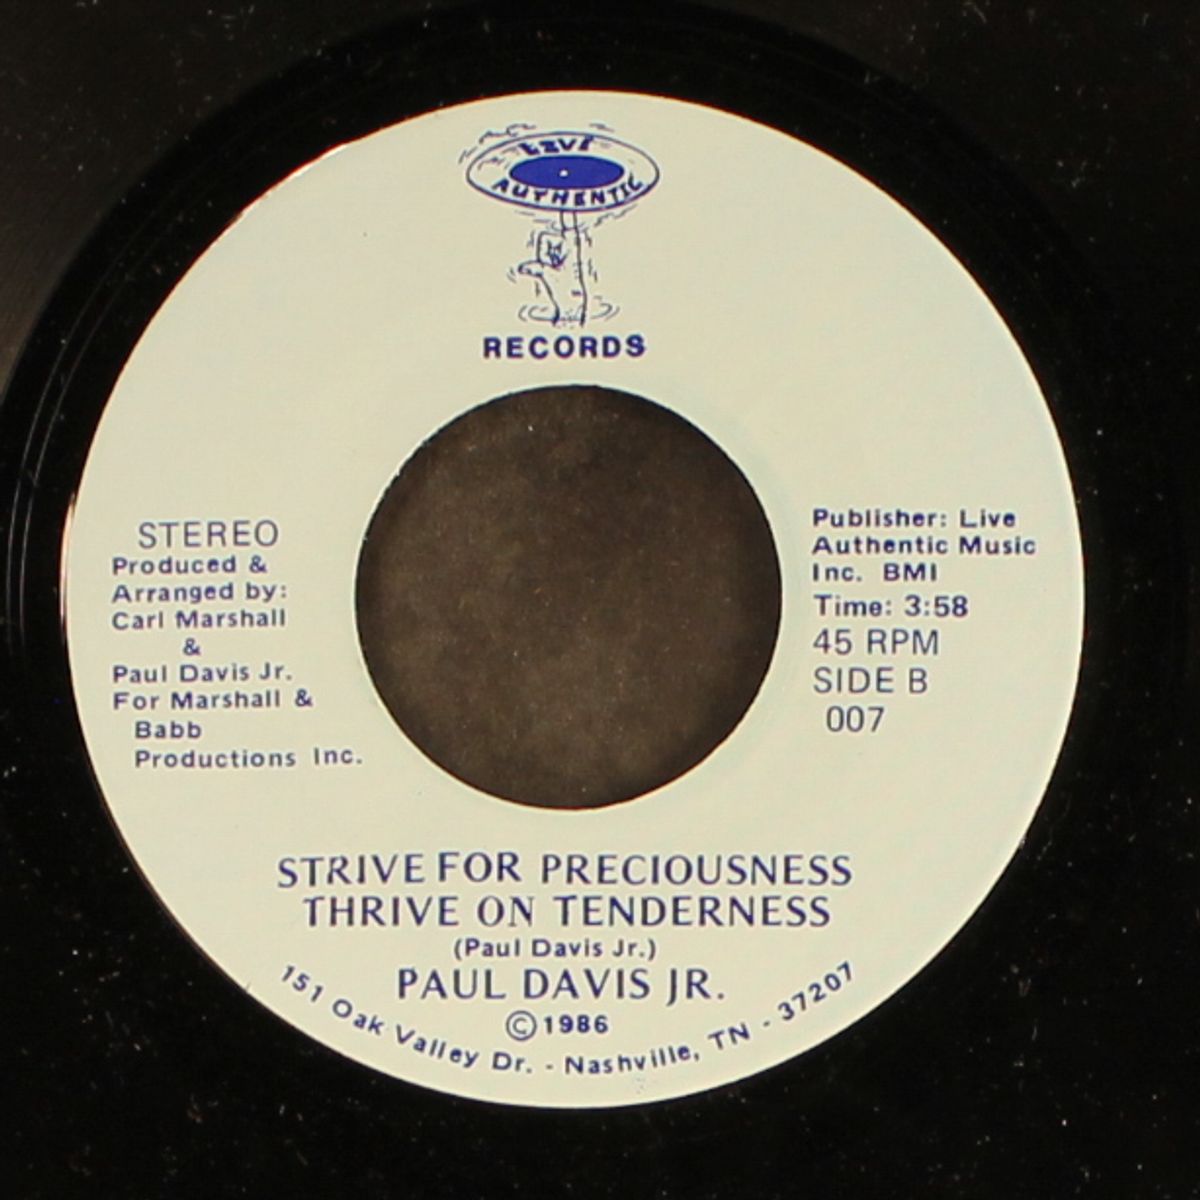 LIVE
AUTHENTIC
RECORDS
STEREO
Produced &
Arranged by:
Carl Marshall
&
Paul Davis Jr.
For Marshall &
Babb
Productions Inc.
Publisher: Live
Authentic Music
Inc. BMI
Time: 3:58
45 RPM
SIDE B
007
STRIVE FOR PRECIOUSNESS
THRIVE ON TENDERNESS
(Paul Davis Jr.)
PAUL DAVIS JR.
©1986
151 Oak Valley Dr. - Nashville, TN - 37207